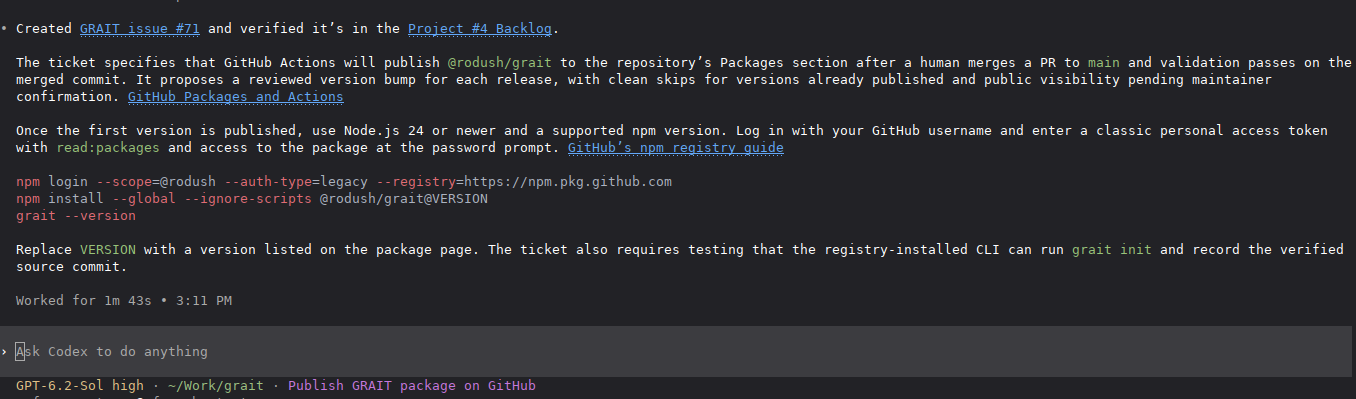 • Created GRAIT issue #71 and verified it’s in the Project #4 Backlog.
The ticket specifies that GitHub Actions will publish @rodush/grait to the repository’s Packages section after a human merges a PR to main and validation passes on the
merged commit. It proposes a reviewed version bump for each release, with clean skips for versions already published and public visibility pending maintainer
confirmation. GitHub Packages and Actions
Once the first version is published, use Node.js 24 or newer and a supported npm version. Log in with your GitHub username and enter a classic personal access token
with read:packages and access to the package at the password prompt. GitHub’s npm registry guide
npm login --scope=@rodush --auth-type=legacy --registry=https://npm.pkg.github.com
npm install --global --ignore-scripts @rodush/grait@VERSION
grait --version
Replace VERSION with a version listed on the package page. The ticket also requires testing that the registry-installed CLI can run grait init and record the verified
source commit.
Worked for 1m 43s • 3:11 PM
› Ask Codex to do anything
GPT-6.2-Sol high · ~/Work/grait · Publish GRAIT package on GitHub